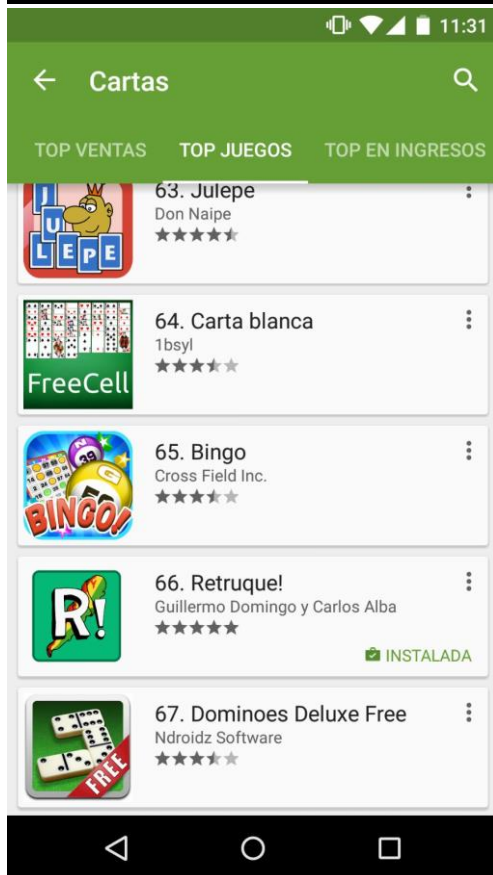 11:31
Cartas
TOP VENTAS TOP JUEGOS TOP EN INGRESOS
JULEPE
63. Julepe
Don Naipe
64. Carta blanca
1bsyl
FreeCell
65. Bingo
Cross Field Inc.
BINGO!
66. Retruque!
Guillermo Domingo y Carlos Alba
R!
INSTALADA
67. Dominoes Deluxe Free
Ndroidz Software
FREE